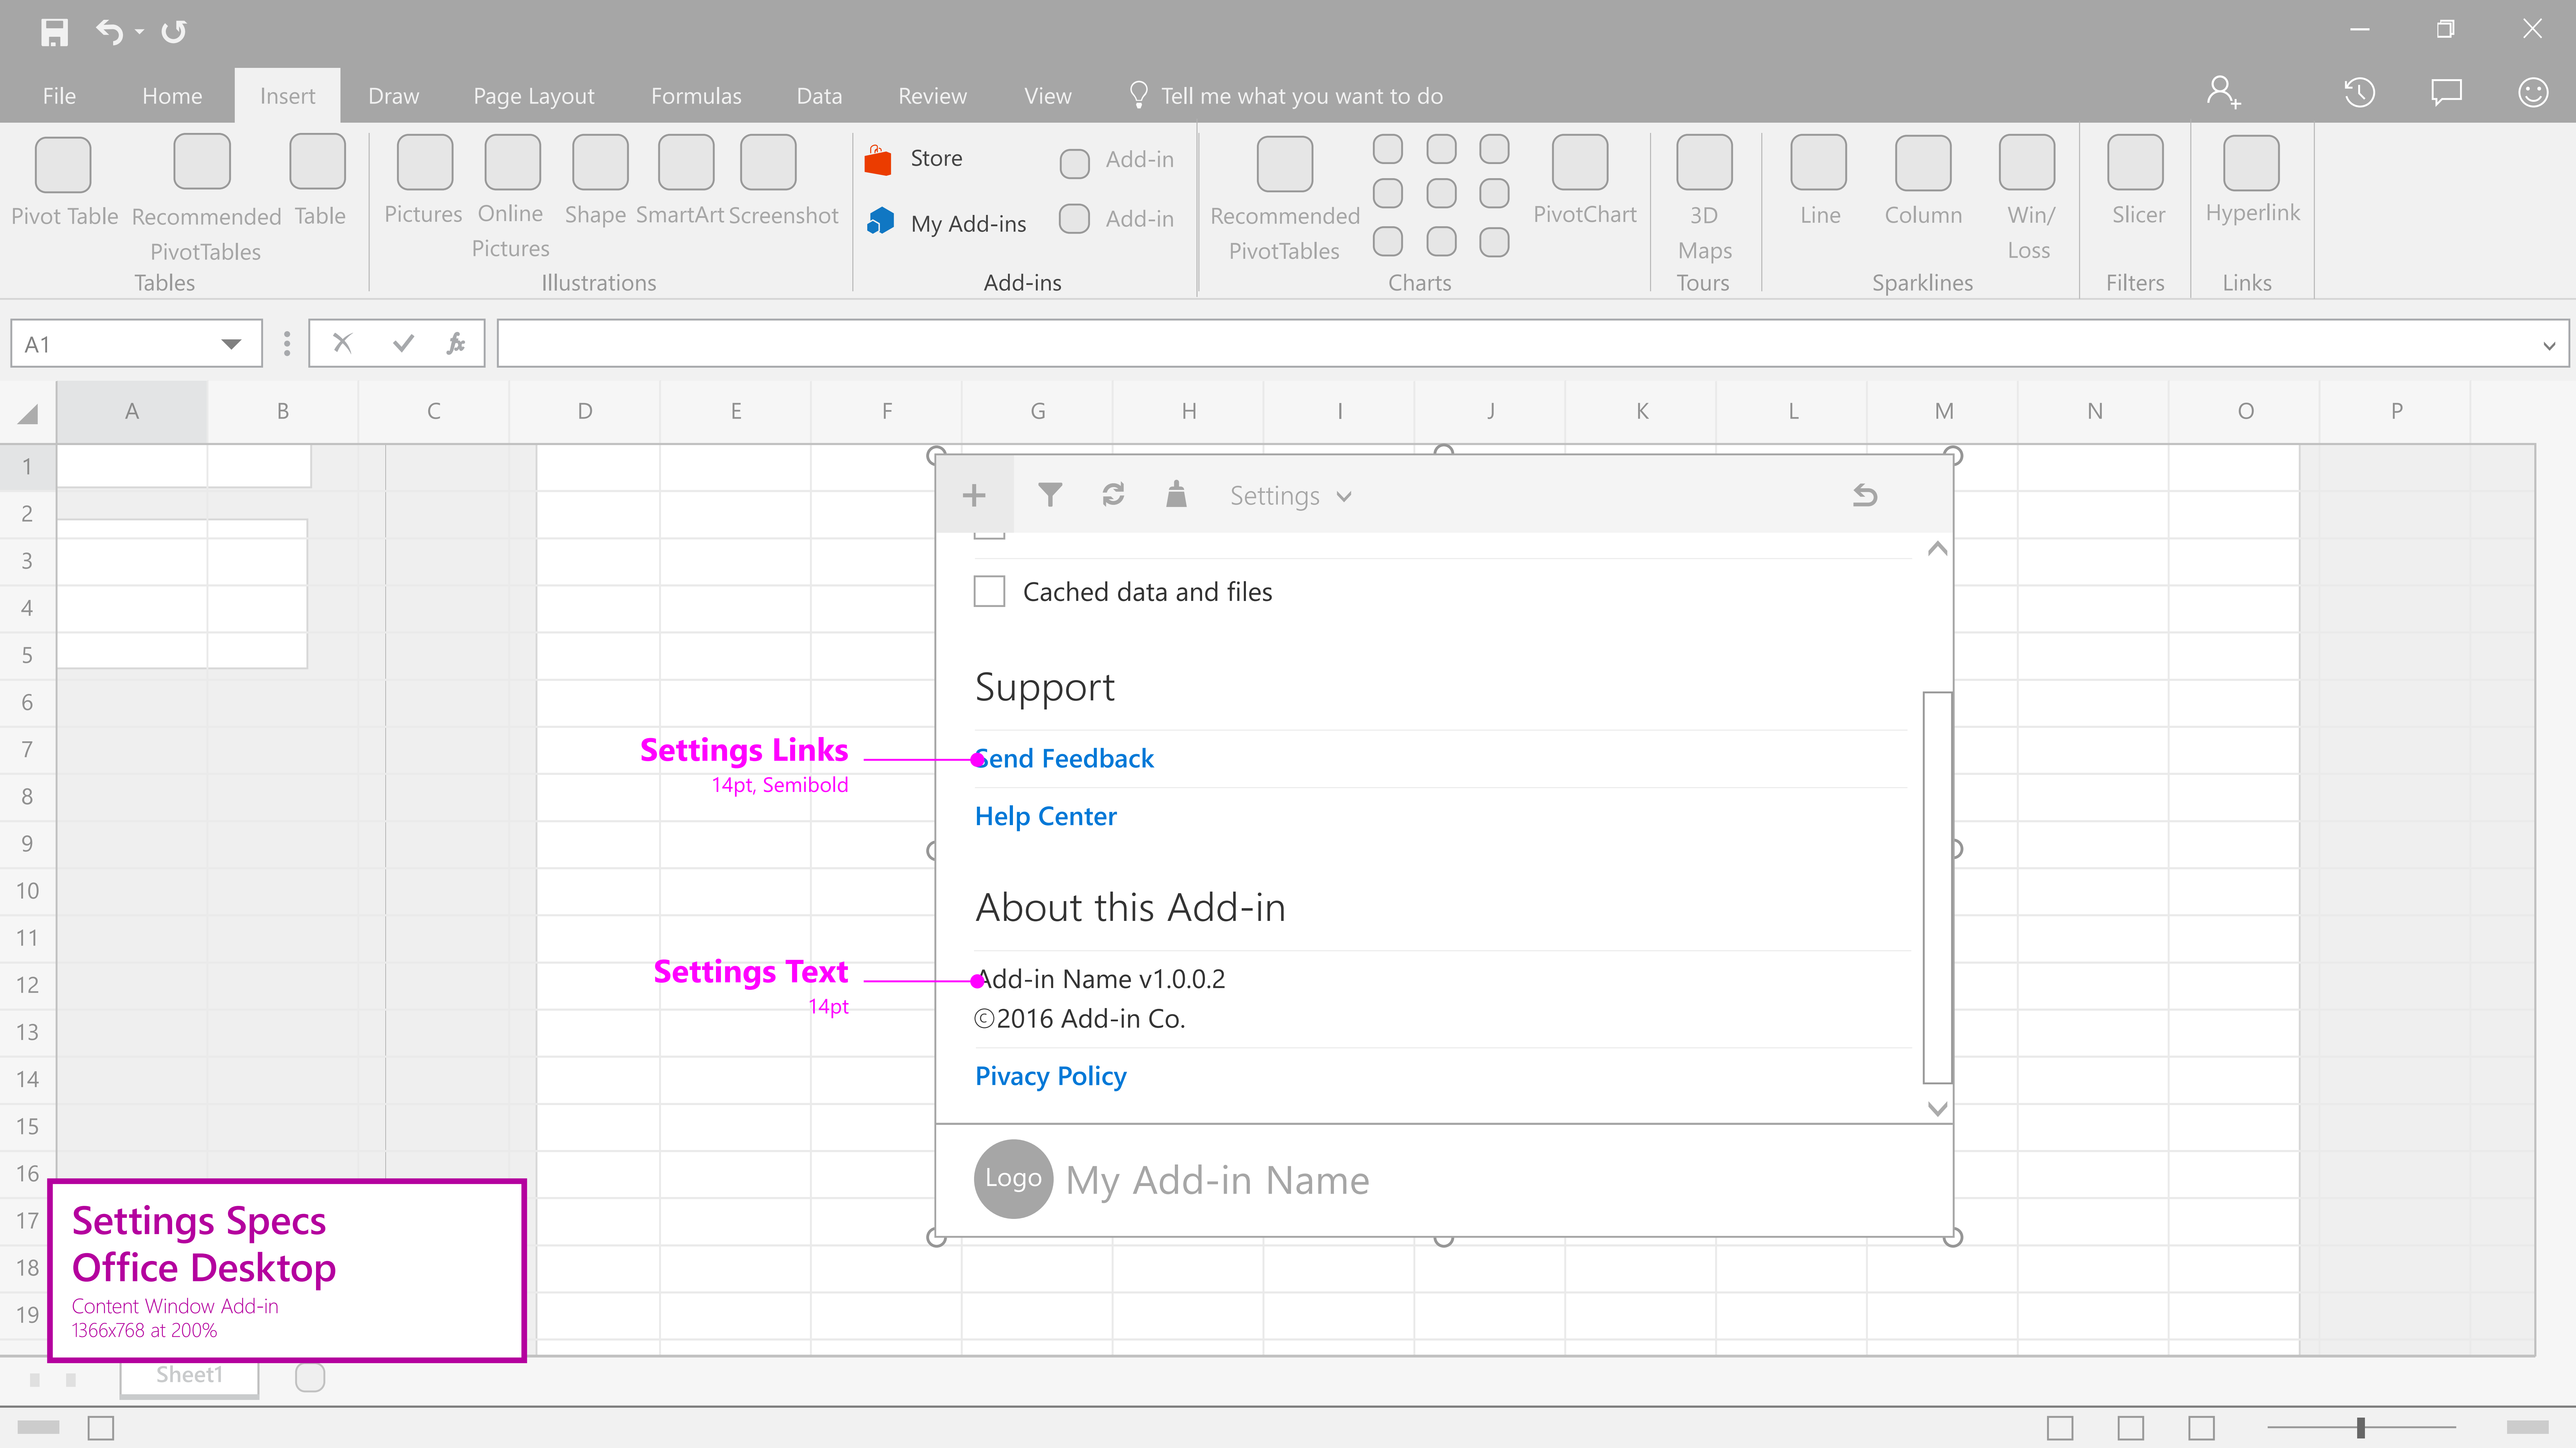 File Home Insert Draw Page Layout Formulas Data Review View Tell me what you want to do
Pivot Table
Recommended
PivotTables
Table
Tables
Pictures
Online
Pictures
Shape
SmartArt
Screenshot
Illustrations
Store
My Add-ins
Add-in
Add-in
Add-ins
Recommended
PivotTables
PivotChart
Charts
3D
Maps
Tours
Line
Column
Win/
Loss
Sparklines
Slicer
Filters
Hyperlink
Links
A1
fx
A B C D E F G H I J K L M N O P
1
2
3
4
5
6
7
8
9
10
11
12
13
14
15
16
17
18
19
Settings
Cached data and files
Support
Settings Links
14pt, Semibold
Send Feedback
Help Center
About this Add-in
Settings Text
14pt
Add-in Name v1.0.0.2
©2016 Add-in Co.
Pivacy Policy
Logo
My Add-in Name
Settings Specs
Office Desktop
Content Window Add-in
1366x768 at 200%
Sheet1